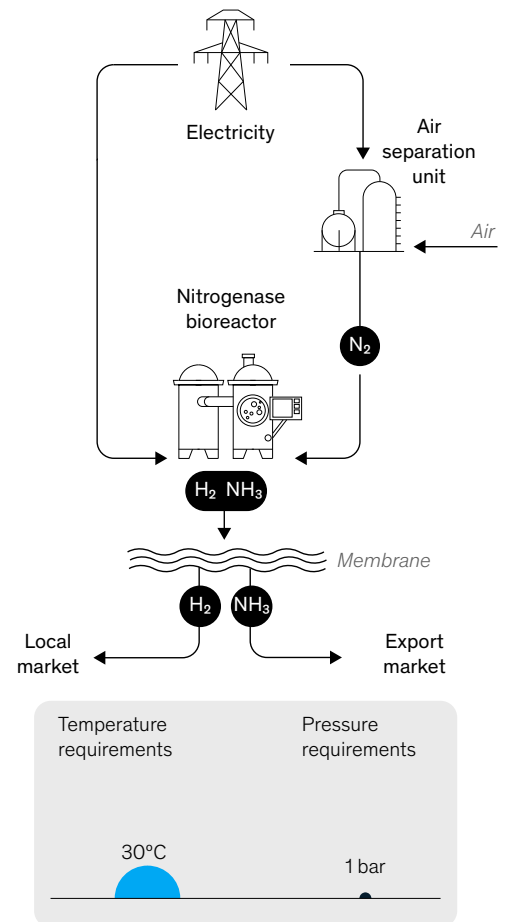 Electricity
Air
separation
unit
Air
Nitrogenase
bioreactor
N₂
H₂ NH₃
Membrane
H₂
NH₃
Local
market
Export
market
Temperature
requirements
Pressure
requirements
30°C
1 bar